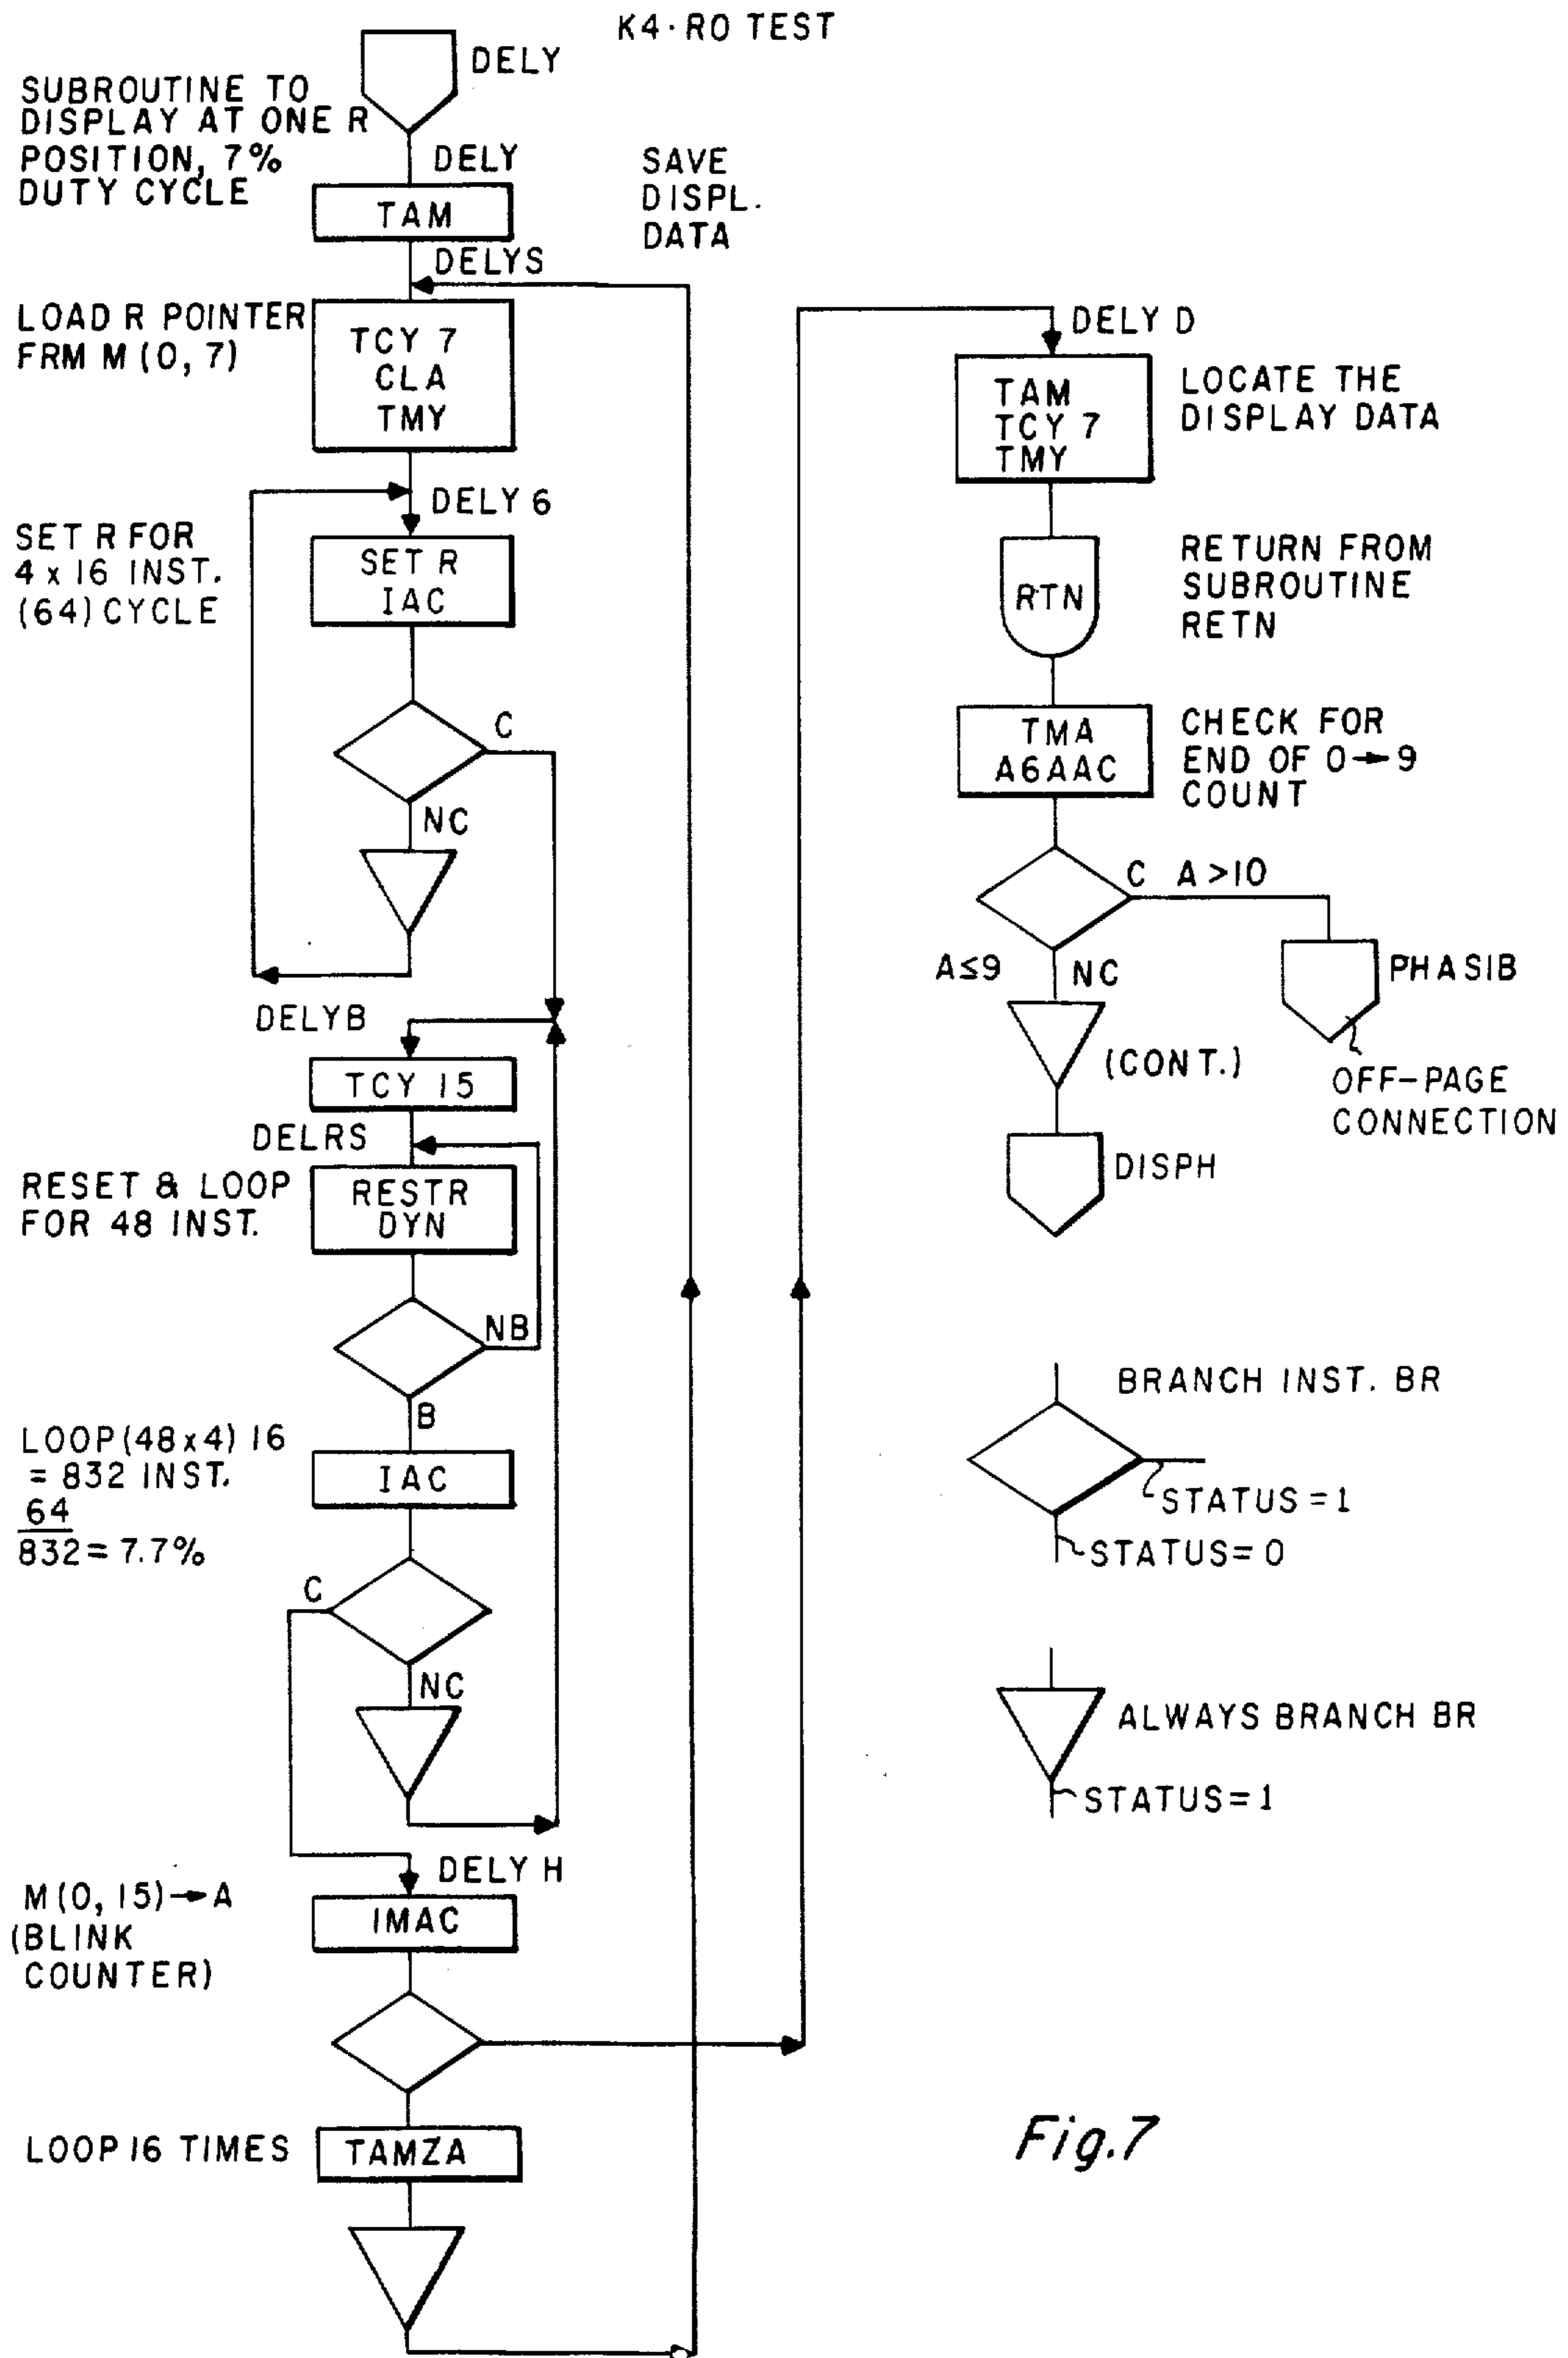 K4·RO TEST
DELY
SUBROUTINE TO
DISPLAY AT ONE R
POSITION, 7%
DUTY CYCLE
DELY
TAM
SAVE
DISPL.
DATA
DELYS
LOAD R POINTER
FRM M (0, 7)
TCY 7
CLA
TMY
DELY 6
SET R FOR
4 x 16 INST.
(64) CYCLE
SET R
IAC
C
NC
DELYB
TCY 15
DELRS
RESET & LOOP
FOR 48 INST.
RESTR
DYN
NB
B
LOOP (48x4) 16
= 832 INST.
64
832 = 7.7%
IAC
C
NC
DELY H
M (0, 15)→A
(BLINK
COUNTER)
IMAC
LOOP 16 TIMES
TAMZA
DELY D
TAM
TCY 7
TMY
LOCATE THE
DISPLAY DATA
RTN
RETURN FROM
SUBROUTINE
RETN
TMA
A6AAC
CHECK FOR
END OF 0→9
COUNT
C A >10
A≤9 NC
PHASIB
(CONT.)
OFF-PAGE
CONNECTION
DISPH
BRANCH INST. BR
STATUS = 1
STATUS = 0
ALWAYS BRANCH BR
STATUS = 1
Fig.7